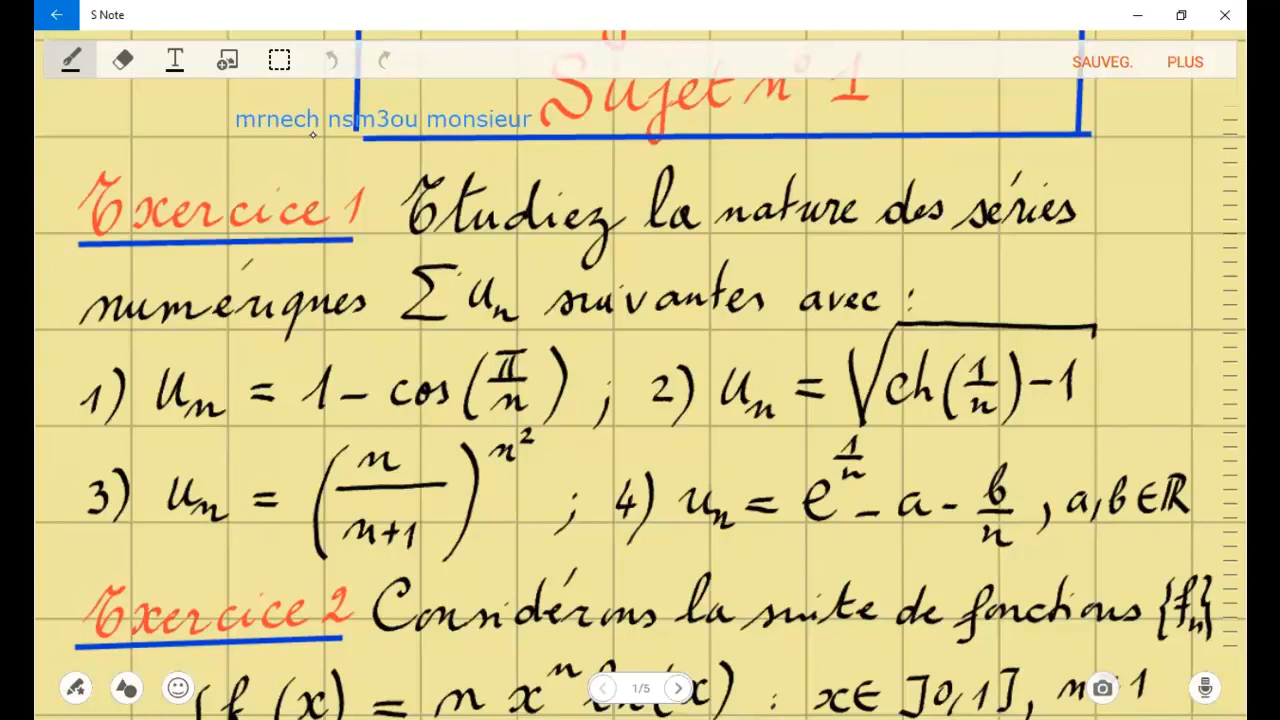 S Note
SAUVEG. PLUS
Sujet n° 1
mrnech nsm3ou monsieur
Exercice 1 Etudiez la nature des séries
numériques ∑ Un suivantes avec :
1) Un = 1 - cos(π/n) ; 2) Un = √(ch(1/n)-1)
3) Un = (n/(n+1))^n² ; 4) un = e^(1/n) - a - b/n , a,b ∈ ℝ
Exercice 2 Considérons la suite de fonctions {fn}
1/5